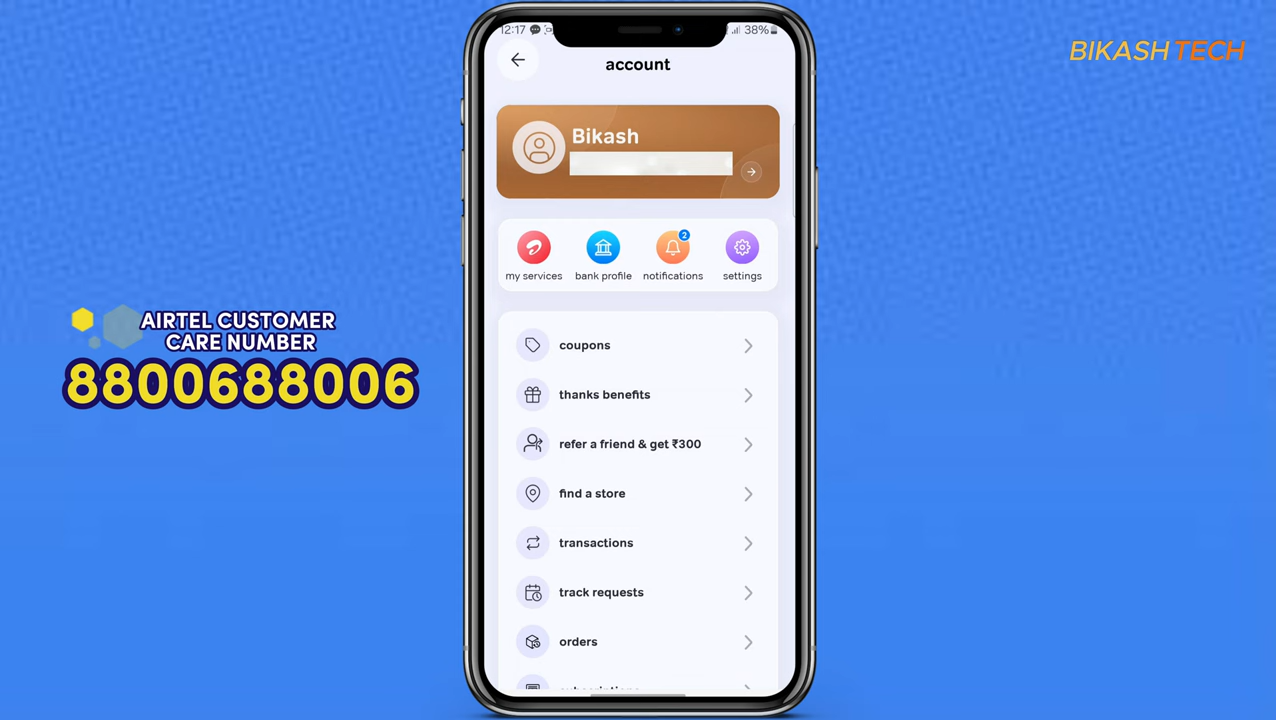 BIKASH TECH
12:17
38%
account
Bikash
2
my services
bank profile
notifications
settings
AIRTEL CUSTOMER
CARE NUMBER
8800688006
coupons
thanks benefits
refer a friend & get ₹300
find a store
transactions
track requests
orders